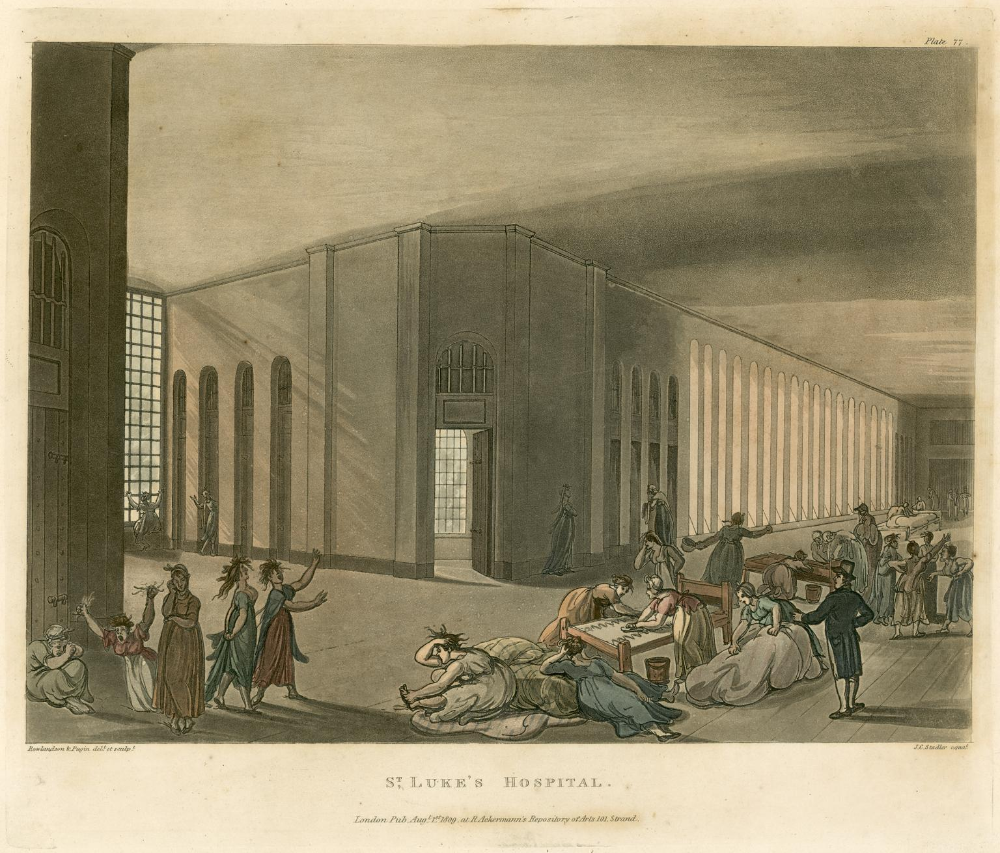 Plate 77.
Rowlandson & Pugin delt. et sculpt.
J.C. Stadler aquat.
ST. LUKE'S HOSPITAL.
London Pub. Augt. 1st. 1809. at R. Ackermann's Repository of Arts 101. Strand.